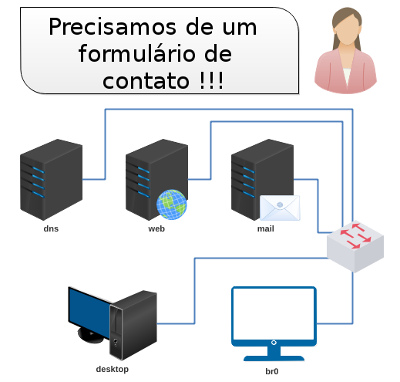 Precisamos de um
formulário de
contato !!!
dns
web
mail
desktop
br0